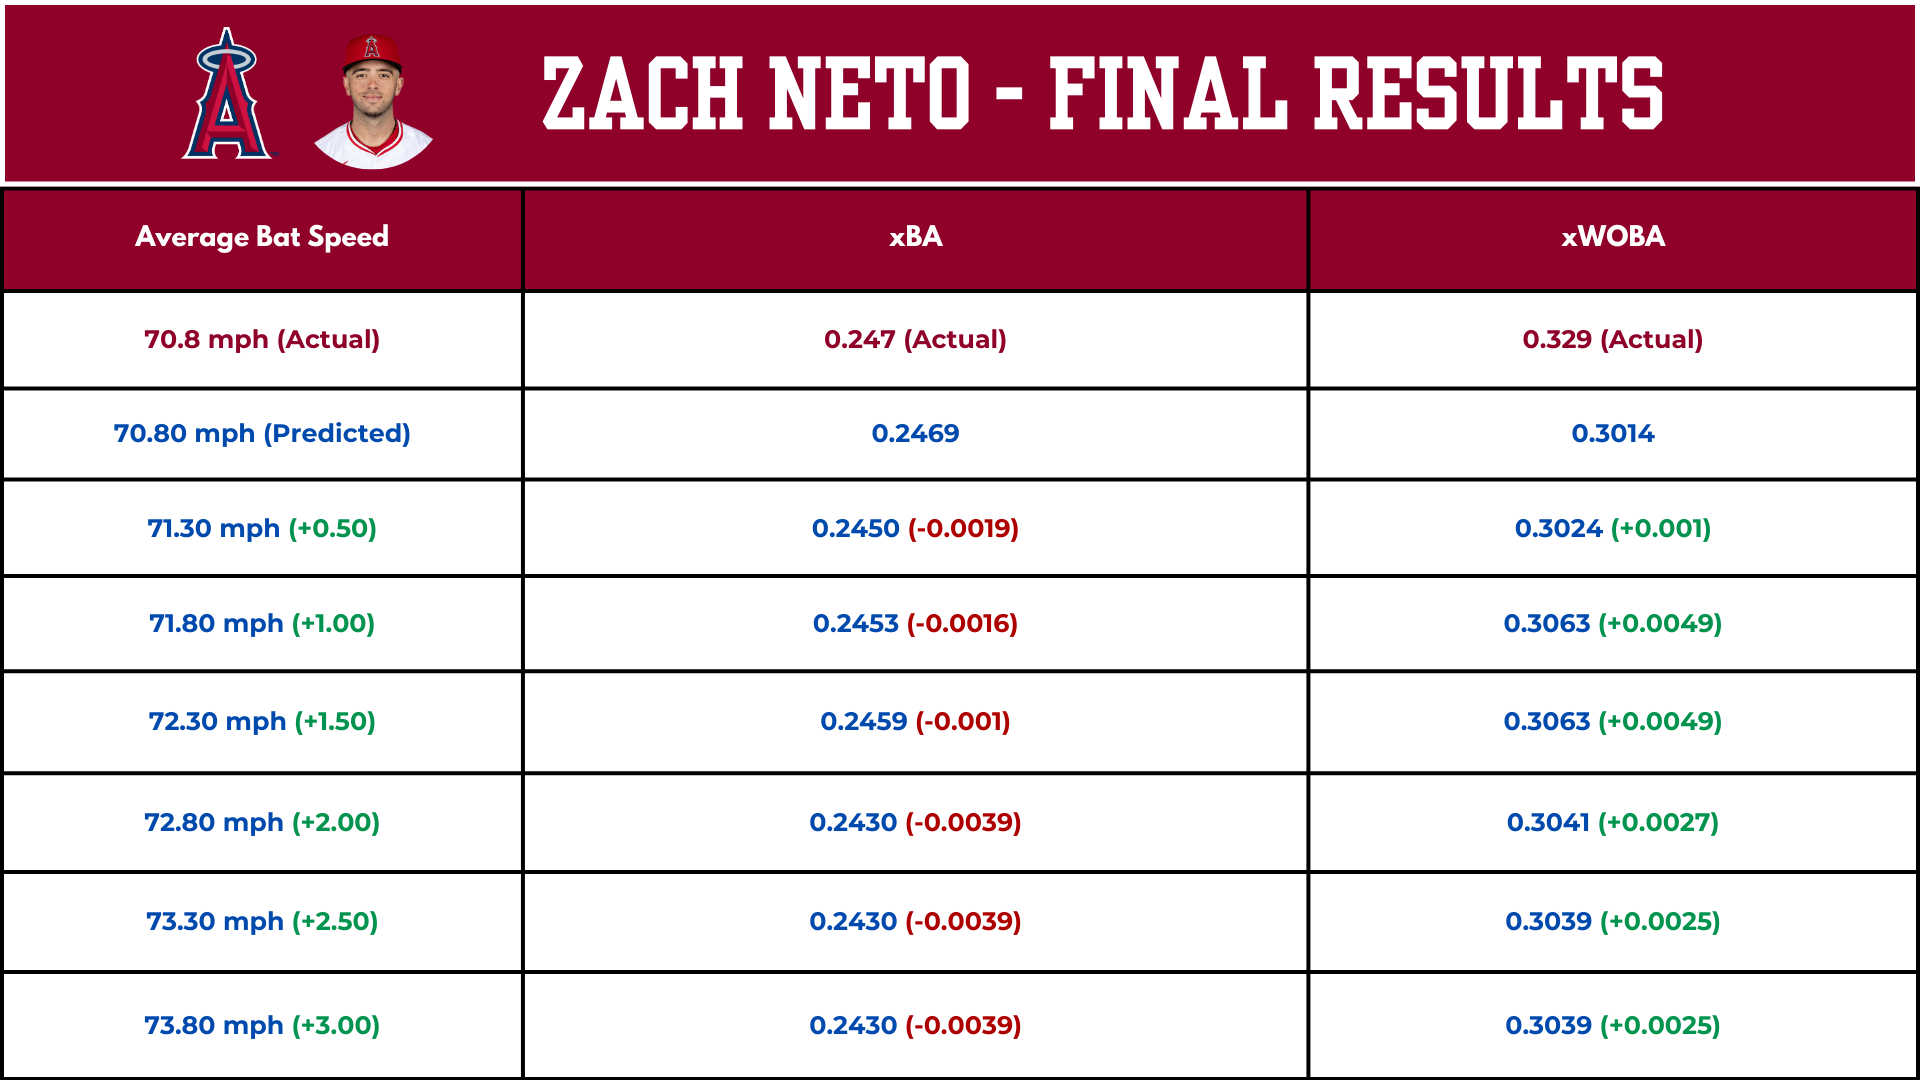 ZACH NETO - FINAL RESULTS
Average Bat Speed xBA xWOBA
70.8 mph (Actual) 0.247 (Actual) 0.329 (Actual)
70.80 mph (Predicted) 0.2469 0.3014
71.30 mph (+0.50) 0.2450 (-0.0019) 0.3024 (+0.001)
71.80 mph (+1.00) 0.2453 (-0.0016) 0.3063 (+0.0049)
72.30 mph (+1.50) 0.2459 (-0.001) 0.3063 (+0.0049)
72.80 mph (+2.00) 0.2430 (-0.0039) 0.3041 (+0.0027)
73.30 mph (+2.50) 0.2430 (-0.0039) 0.3039 (+0.0025)
73.80 mph (+3.00) 0.2430 (-0.0039) 0.3039 (+0.0025)